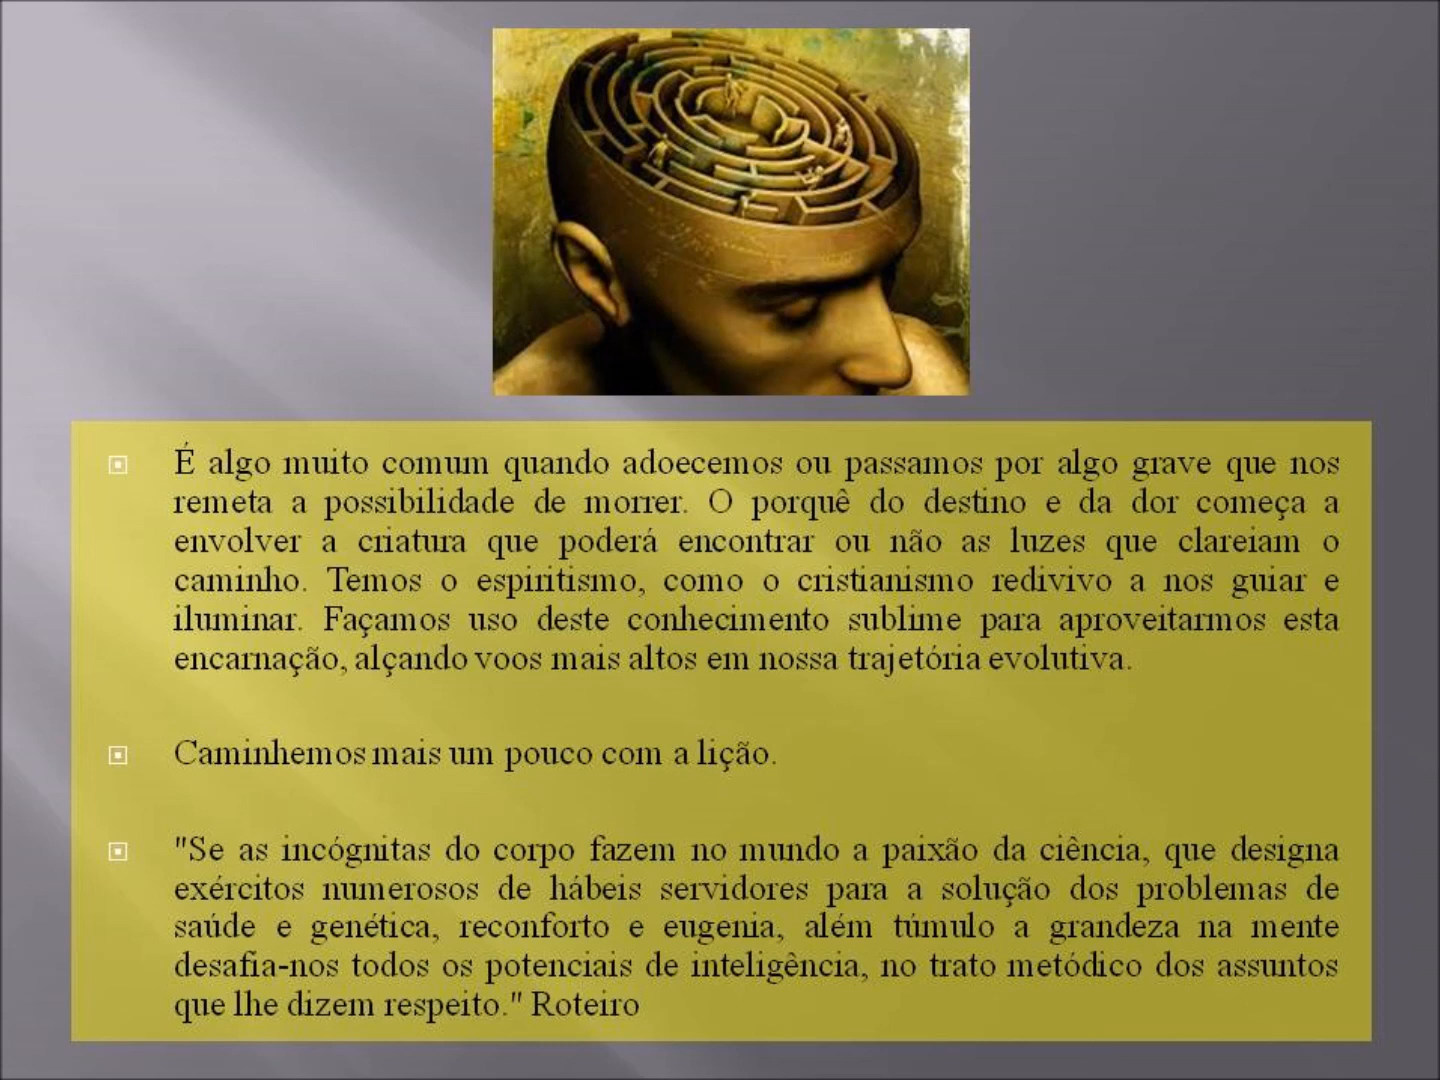 É algo muito comum quando adoecemos ou passamos por algo grave que nos
remeta a possibilidade de morrer. O porquê do destino e da dor começa a
envolver a criatura que poderá encontrar ou não as luzes que clareiam o
caminho. Temos o espiritismo, como o cristianismo redivivo a nos guiar e
iluminar. Façamos uso deste conhecimento sublime para aproveitarmos esta
encarnação, alçando voos mais altos em nossa trajetória evolutiva.
Caminhemos mais um pouco com a lição.
"Se as incógnitas do corpo fazem no mundo a paixão da ciência, que designa
exércitos numerosos de hábeis servidores para a solução dos problemas de
saúde e genética, reconforto e eugenia, além túmulo a grandeza na mente
desafia-nos todos os potenciais de inteligência, no trato metódico dos assuntos
que lhe dizem respeito." Roteiro